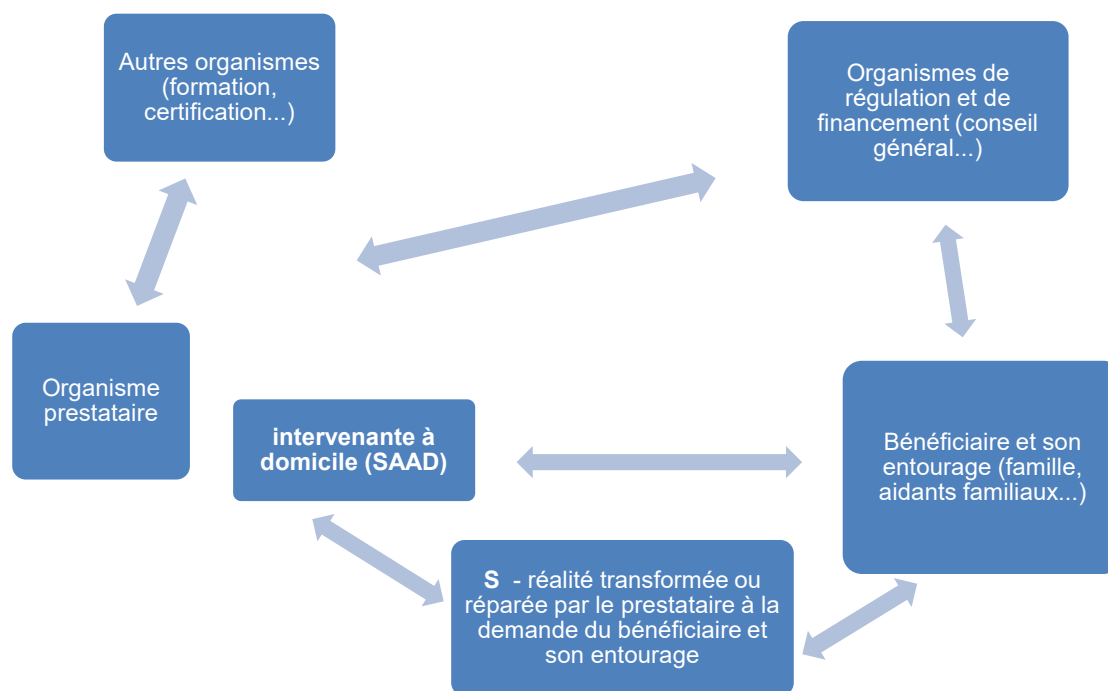 Autres organismes
(formation,
certification...)
Organismes de
régulation et de
financement (conseil
général...)
Organisme
prestataire
intervenante à
domicile (SAAD)
Bénéficiaire et son
entourage (famille,
aidants familiaux...)
S - réalité transformée ou
réparée par le prestataire à la
demande du bénéficiaire et
son entourage